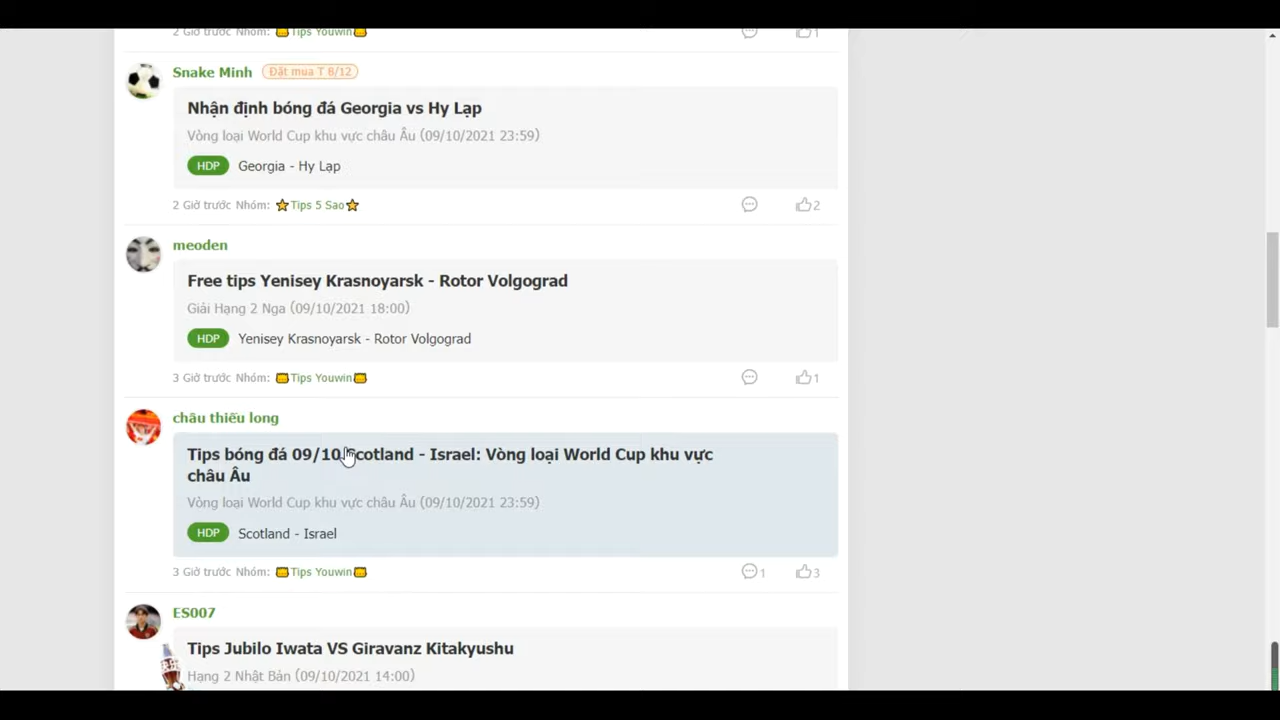 2 Giờ trước Nhóm: Tips Youwin 1
Snake Minh Đặt mua T 8/12
Nhận định bóng đá Georgia vs Hy Lạp
Vòng loại World Cup khu vực châu Âu (09/10/2021 23:59)
HDP Georgia - Hy Lạp
2 Giờ trước Nhóm: Tips 5 Sao 2
meoden
Free tips Yenisey Krasnoyarsk - Rotor Volgograd
Giải Hạng 2 Nga (09/10/2021 18:00)
HDP Yenisey Krasnoyarsk - Rotor Volgograd
3 Giờ trước Nhóm: Tips Youwin 1
châu thiếu long
Tips bóng đá 09/10 Scotland - Israel: Vòng loại World Cup khu vực
châu Âu
Vòng loại World Cup khu vực châu Âu (09/10/2021 23:59)
HDP Scotland - Israel
3 Giờ trước Nhóm: Tips Youwin 1 3
ES007
Tips Jubilo Iwata VS Giravanz Kitakyushu
Hạng 2 Nhật Bản (09/10/2021 14:00)